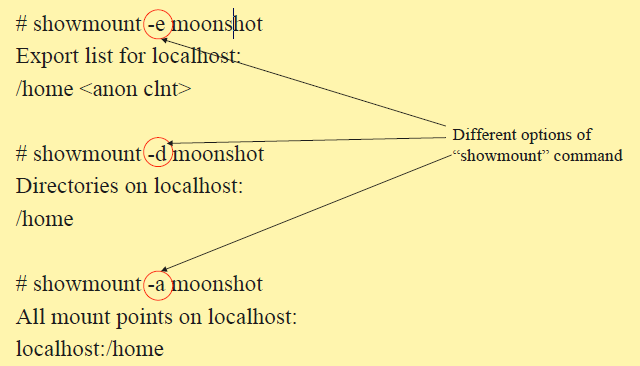 # showmount -e moonshot
Export list for localhost:
/home <anon clnt>
# showmount -d moonshot
Directories on localhost:
/home
# showmount -a moonshot
All mount points on localhost:
localhost:/home
Different options of
“showmount” command